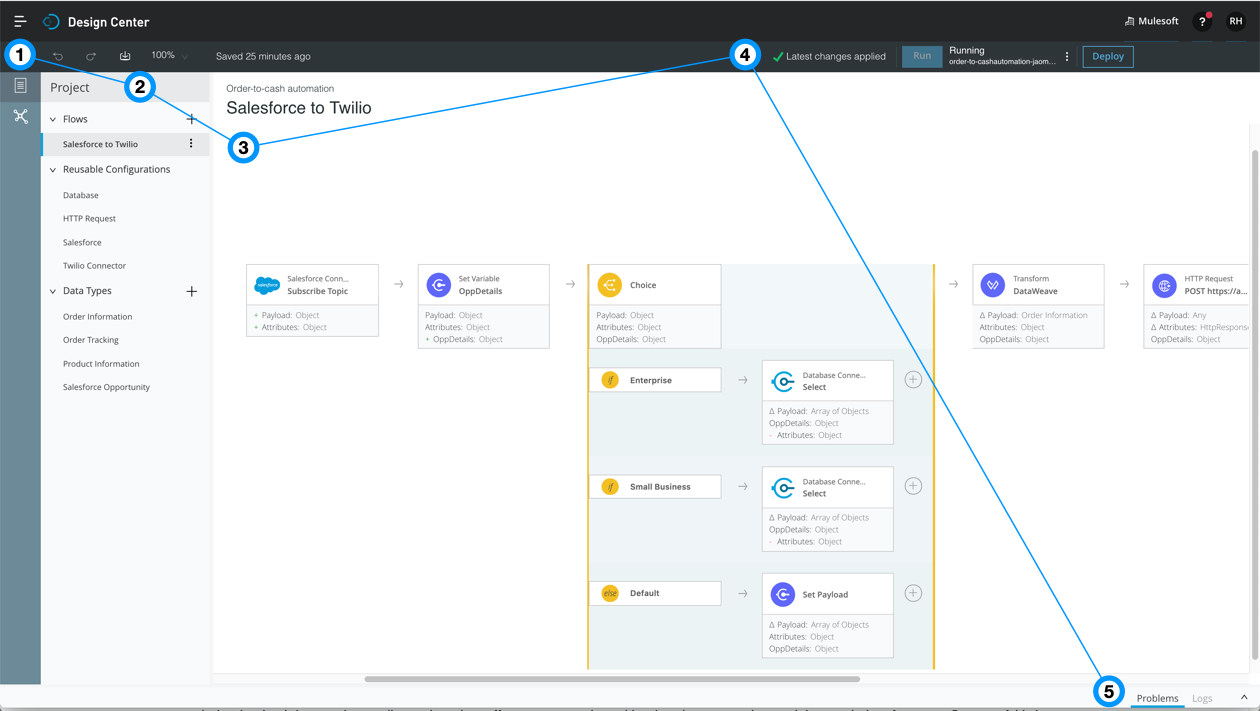 Design Center
Mulesoft
?
RH
1
100%
Saved 25 minutes ago
4
Latest changes applied
Run
Running
order-to-cashautomation-jaom...
Deploy
Project
2
Order-to-cash automation
Salesforce to Twilio
Flows
3
Salesforce to Twilio
Reusable Configurations
Database
HTTP Request
Salesforce
Twilio Connector
Data Types
Order Information
Order Tracking
Product Information
Salesforce Opportunity
salesforce
Salesforce Conn...
Subscribe Topic
+ Payload: Object
+ Attributes: Object
Set Variable
OppDetails
Payload: Object
Attributes: Object
+ OppDetails: Object
Choice
Payload: Object
Attributes: Object
OppDetails: Object
if
Enterprise
Database Conne...
Select
Δ Payload: Array of Objects
OppDetails: Object
- Attributes: Object
if
Small Business
Database Conne...
Select
Δ Payload: Array of Objects
OppDetails: Object
- Attributes: Object
else
Default
Set Payload
Δ Payload: Array of Objects
Attributes: Object
OppDetails: Object
Transform
DataWeave
Δ Payload: Order Information
Attributes: Object
OppDetails: Object
HTTP Request
POST https://a...
Δ Payload: Any
Δ Attributes: HttpRespons
OppDetails: Object
5
Problems
Logs